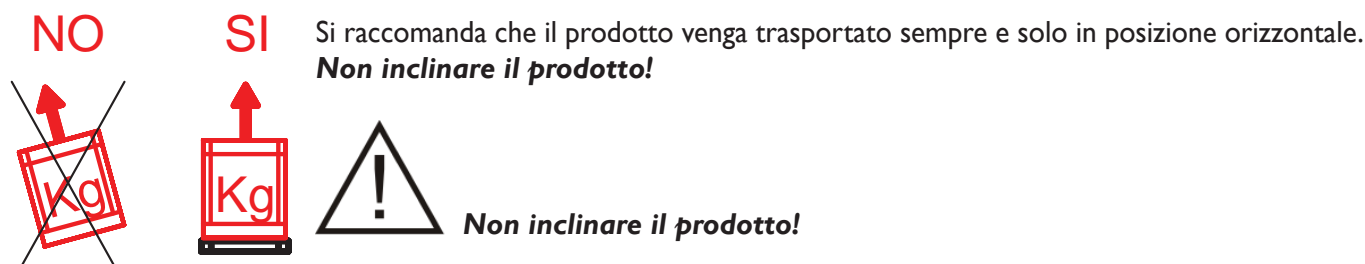 NO
SI
Si raccomanda che il prodotto venga trasportato sempre e solo in posizione orizzontale.
Non inclinare il prodotto!
Kg
Kg
!
Non inclinare il prodotto!